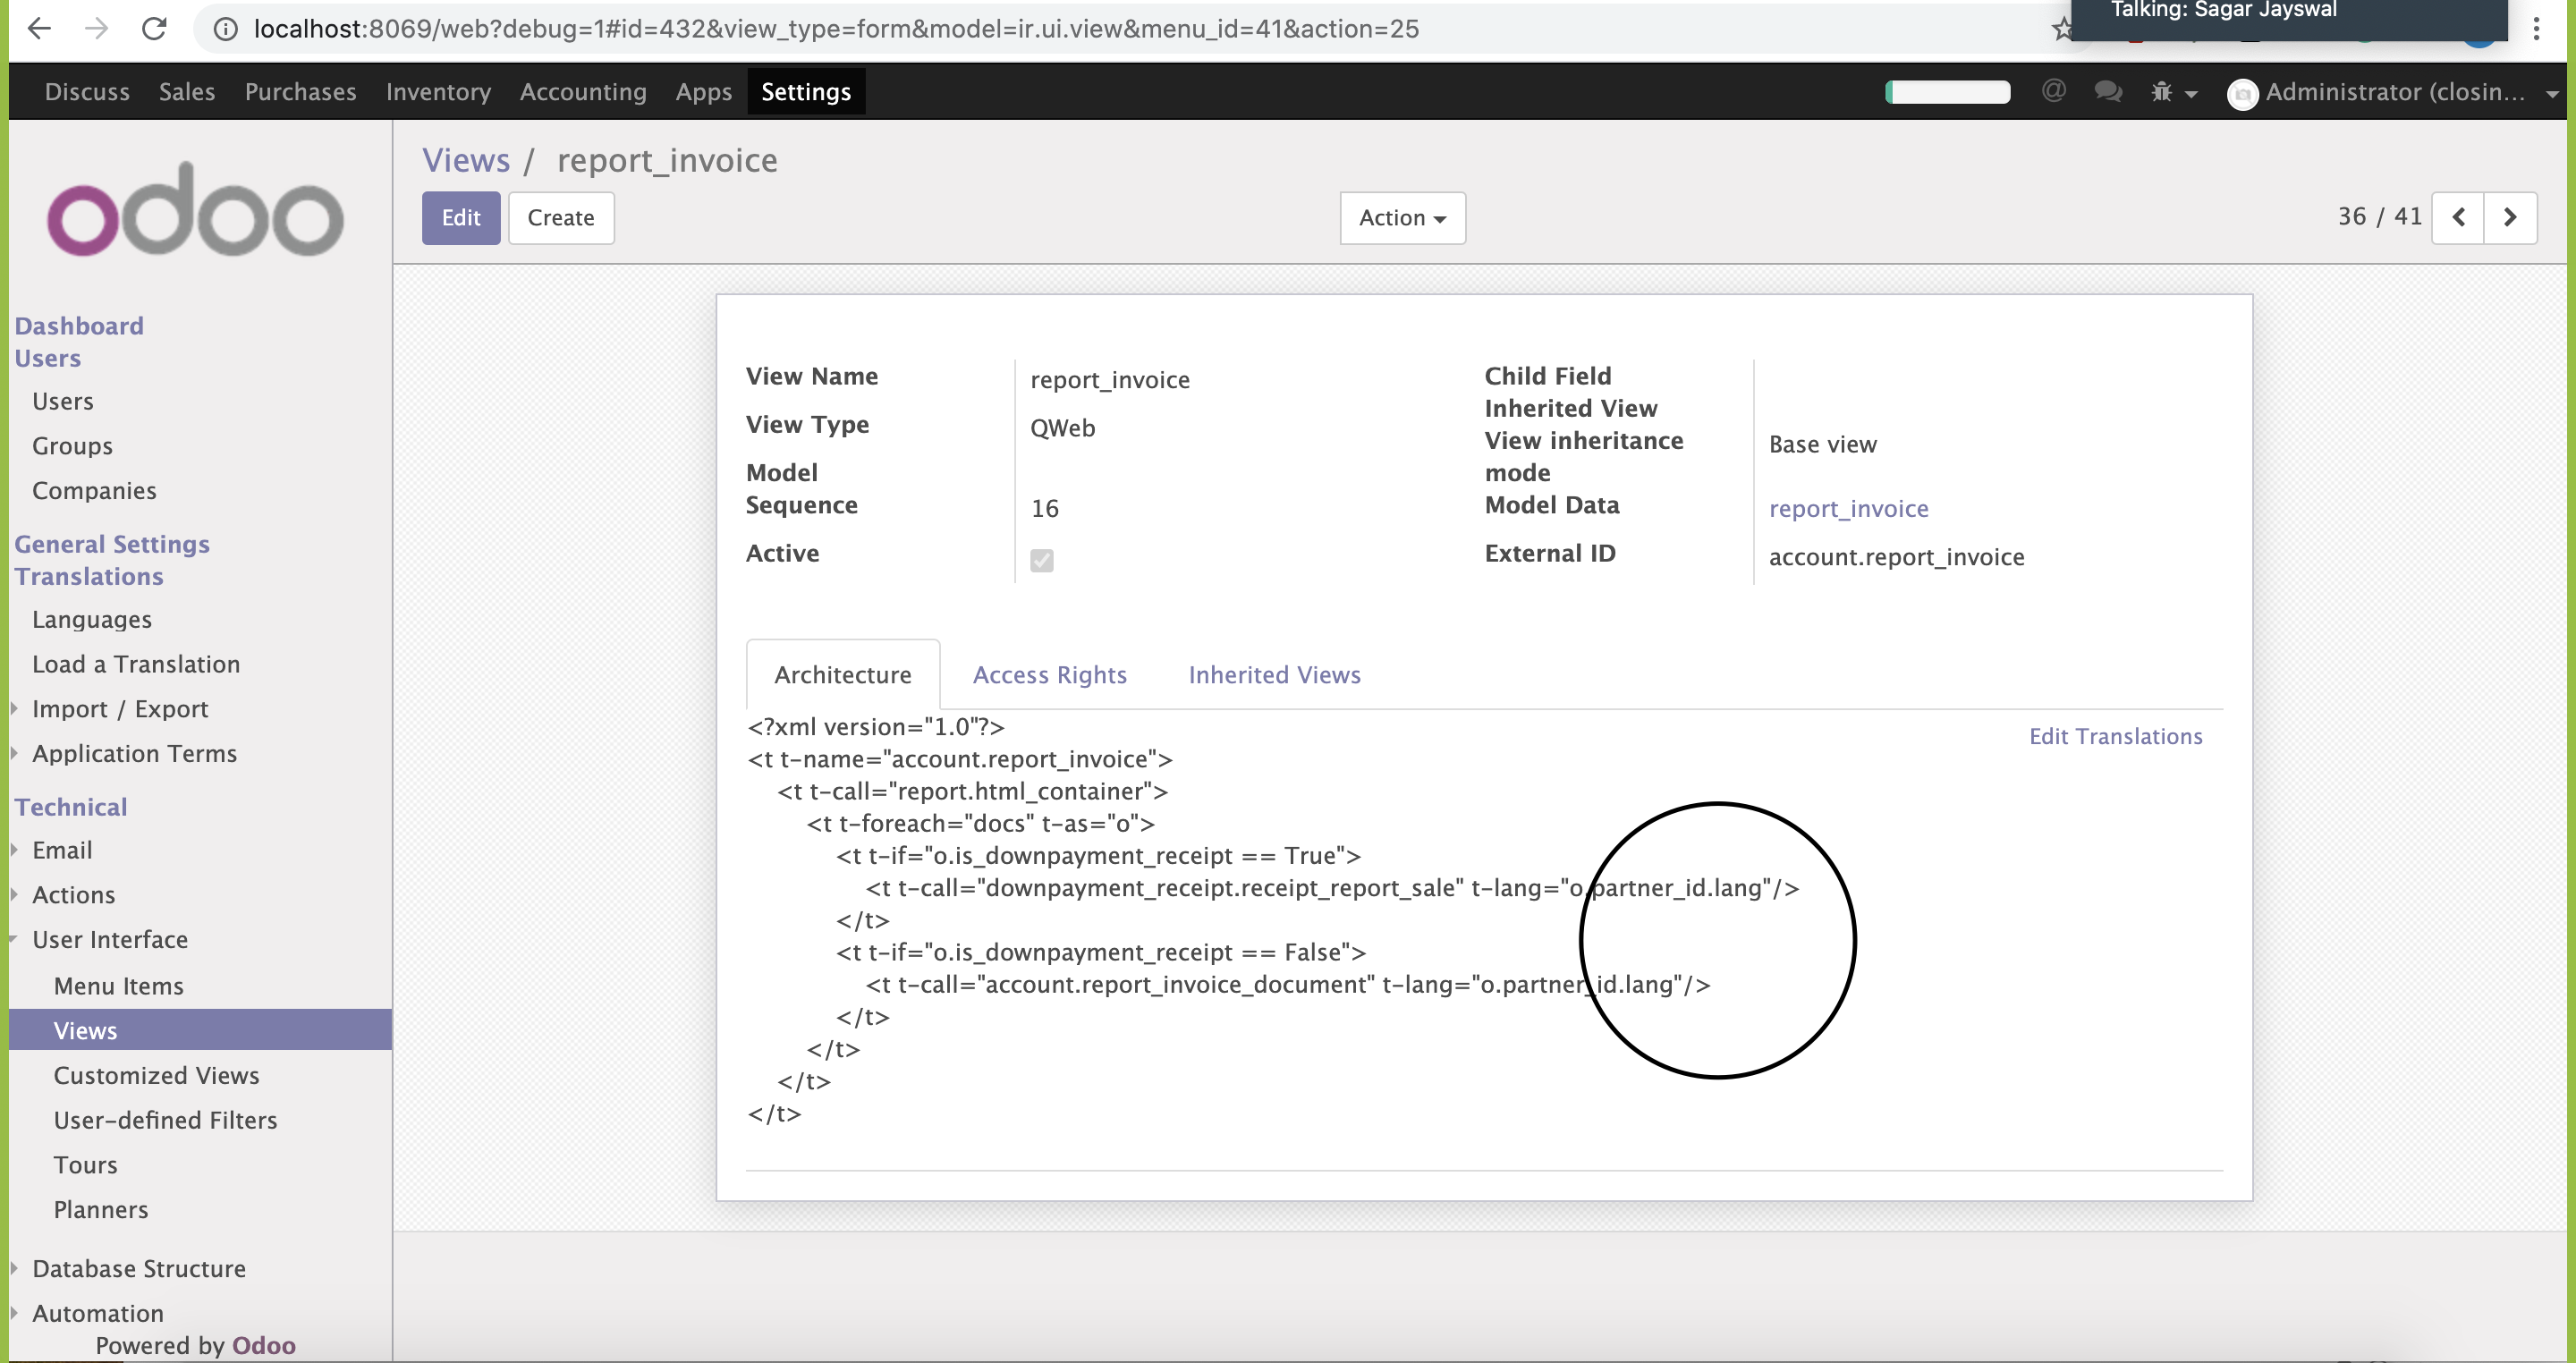 Talking: Sagar Jayswal
localhost:8069/web?debug=1#id=432&view_type=form&model=ir.ui.view&menu_id=41&action=25
Discuss Sales Purchases Inventory Accounting Apps Settings @ Administrator (closin...
odoo
Dashboard
Users
Users
Groups
Companies
General Settings
Translations
Languages
Load a Translation
Import / Export
Application Terms
Technical
Email
Actions
User Interface
Menu Items
Views
Customized Views
User-defined Filters
Tours
Planners
Database Structure
Automation
Powered by Odoo
Views / report_invoice
Edit Create Action 36 / 41
View Name report_invoice
View Type QWeb
Model
Sequence 16
Active
Child Field
Inherited View
View inheritance mode Base view
Model Data report_invoice
External ID account.report_invoice
Architecture Access Rights Inherited Views
Edit Translations
<?xml version="1.0"?>
<t t-name="account.report_invoice">
<t t-call="report.html_container">
<t t-foreach="docs" t-as="o">
<t t-if="o.is_downpayment_receipt == True">
<t t-call="downpayment_receipt.receipt_report_sale" t-lang="o.partner_id.lang"/>
</t>
<t t-if="o.is_downpayment_receipt == False">
<t t-call="account.report_invoice_document" t-lang="o.partner_id.lang"/>
</t>
</t>
</t>
</t>